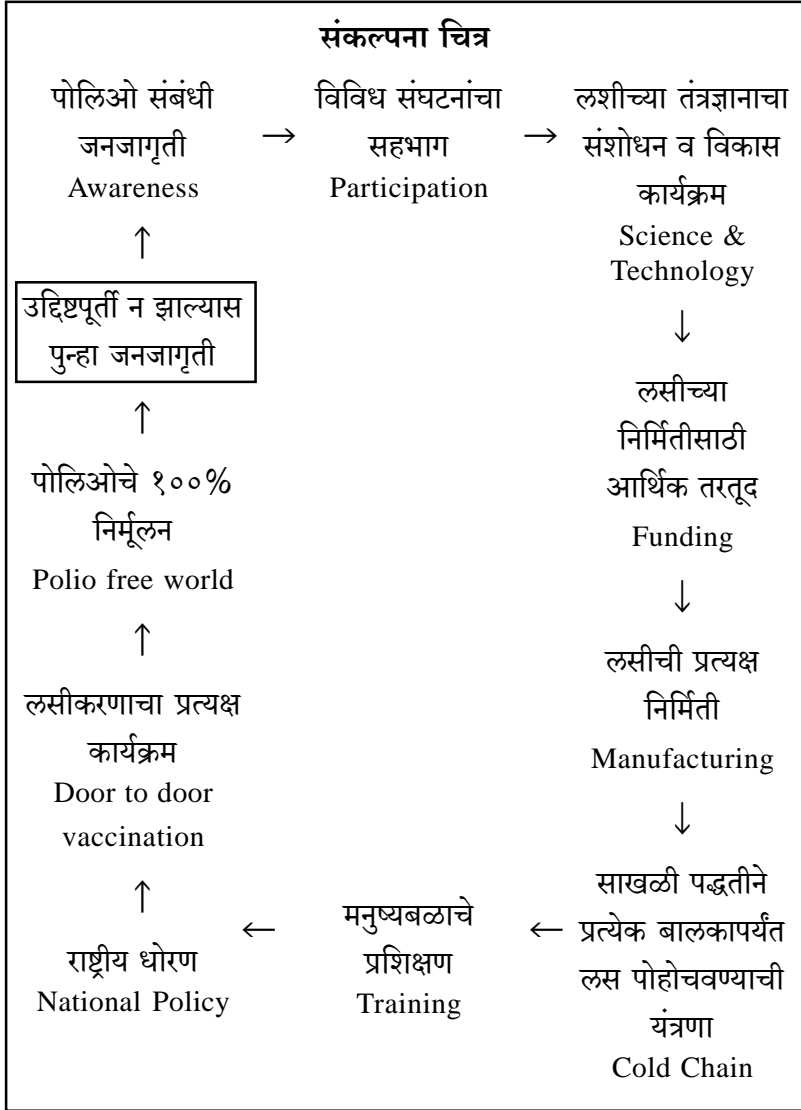 संकल्पना चित्र
पोलिओ संबंधी
जनजागृती
Awareness
→
विविध संघटनांचा
सहभाग
Participation
→
लशीच्या तंत्रज्ञानाचा
संशोधन व विकास
कार्यक्रम
Science &
Technology
↓
लसीच्या
निर्मितीसाठी
आर्थिक तरतूद
Funding
↓
लसीची प्रत्यक्ष
निर्मिती
Manufacturing
↓
साखळी पद्धतीने
प्रत्येक बालकापर्यंत
लस पोहोचवण्याची
यंत्रणा
Cold Chain
←
मनुष्यबळाचे
प्रशिक्षण
Training
←
राष्ट्रीय धोरण
National Policy
↑
लसीकरणाचा प्रत्यक्ष
कार्यक्रम
Door to door
vaccination
↑
पोलिओचे १००%
निर्मूलन
Polio free world
↑
उद्दिष्टपूर्ती न झाल्यास
पुन्हा जनजागृती
↑